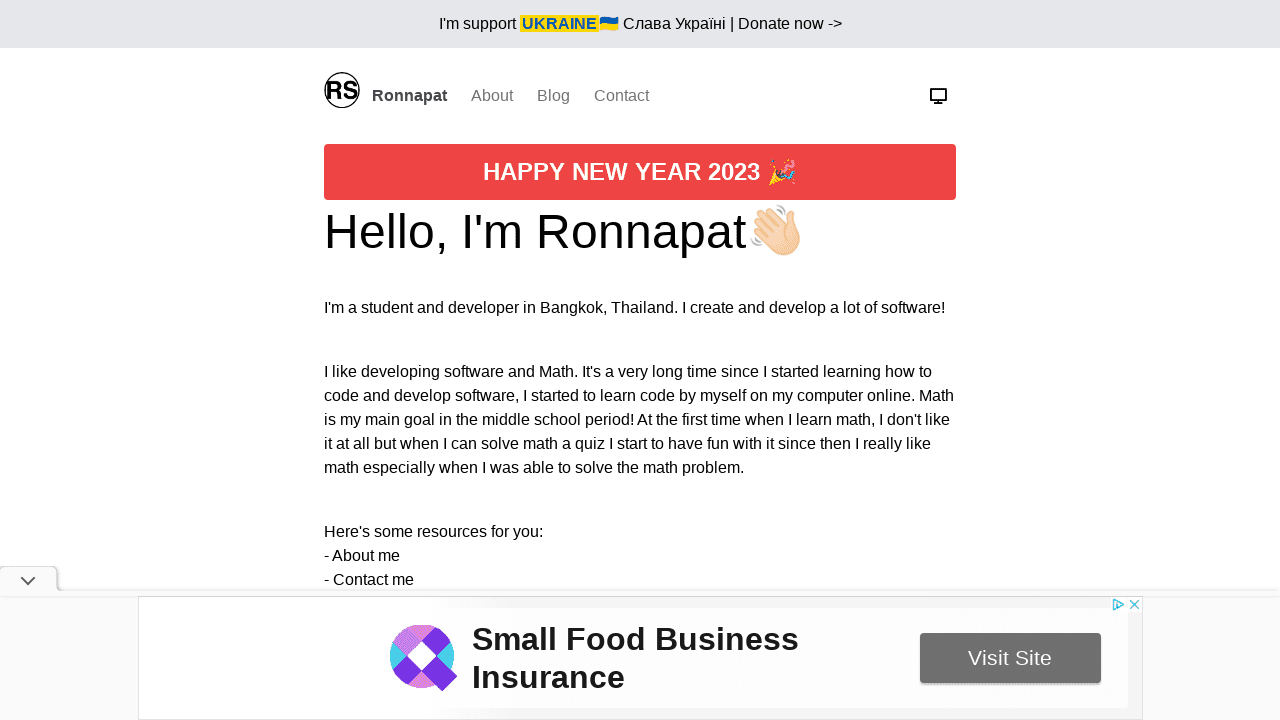 I'm support UKRAINE🇺🇦 Слава Україні | Donate now ->
RS Ronnapat About Blog Contact
HAPPY NEW YEAR 2023 🎉
Hello, I'm Ronnapat👋🏻
I'm a student and developer in Bangkok, Thailand. I create and develop a lot of software!
I like developing software and Math. It's a very long time since I started learning how to
code and develop software, I started to learn code by myself on my computer online. Math
is my main goal in the middle school period! At the first time when I learn math, I don't like
it at all but when I can solve math a quiz I start to have fun with it since then I really like
math especially when I was able to solve the math problem.
Here's some resources for you:
- About me
- Contact me
Small Food Business
Insurance
Visit Site